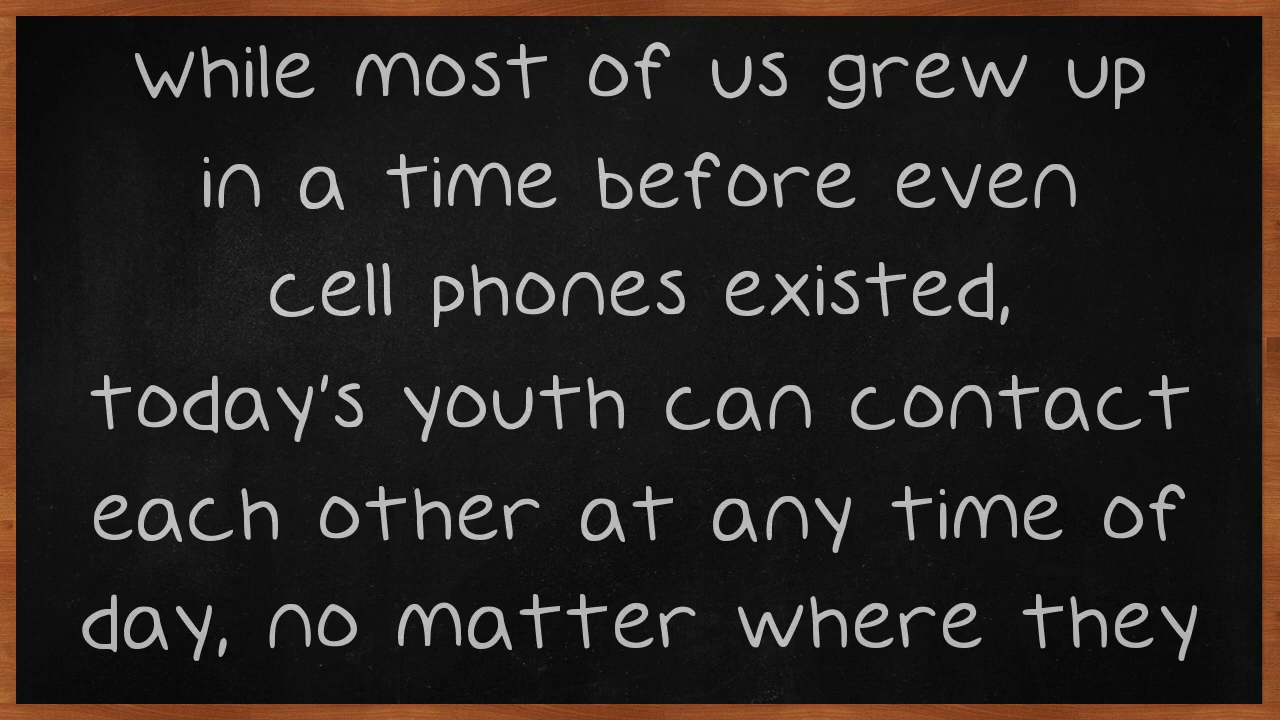 While most of us grew up
in a time before even
cell phones existed,
today's youth can contact
each other at any time of
day, no matter where they